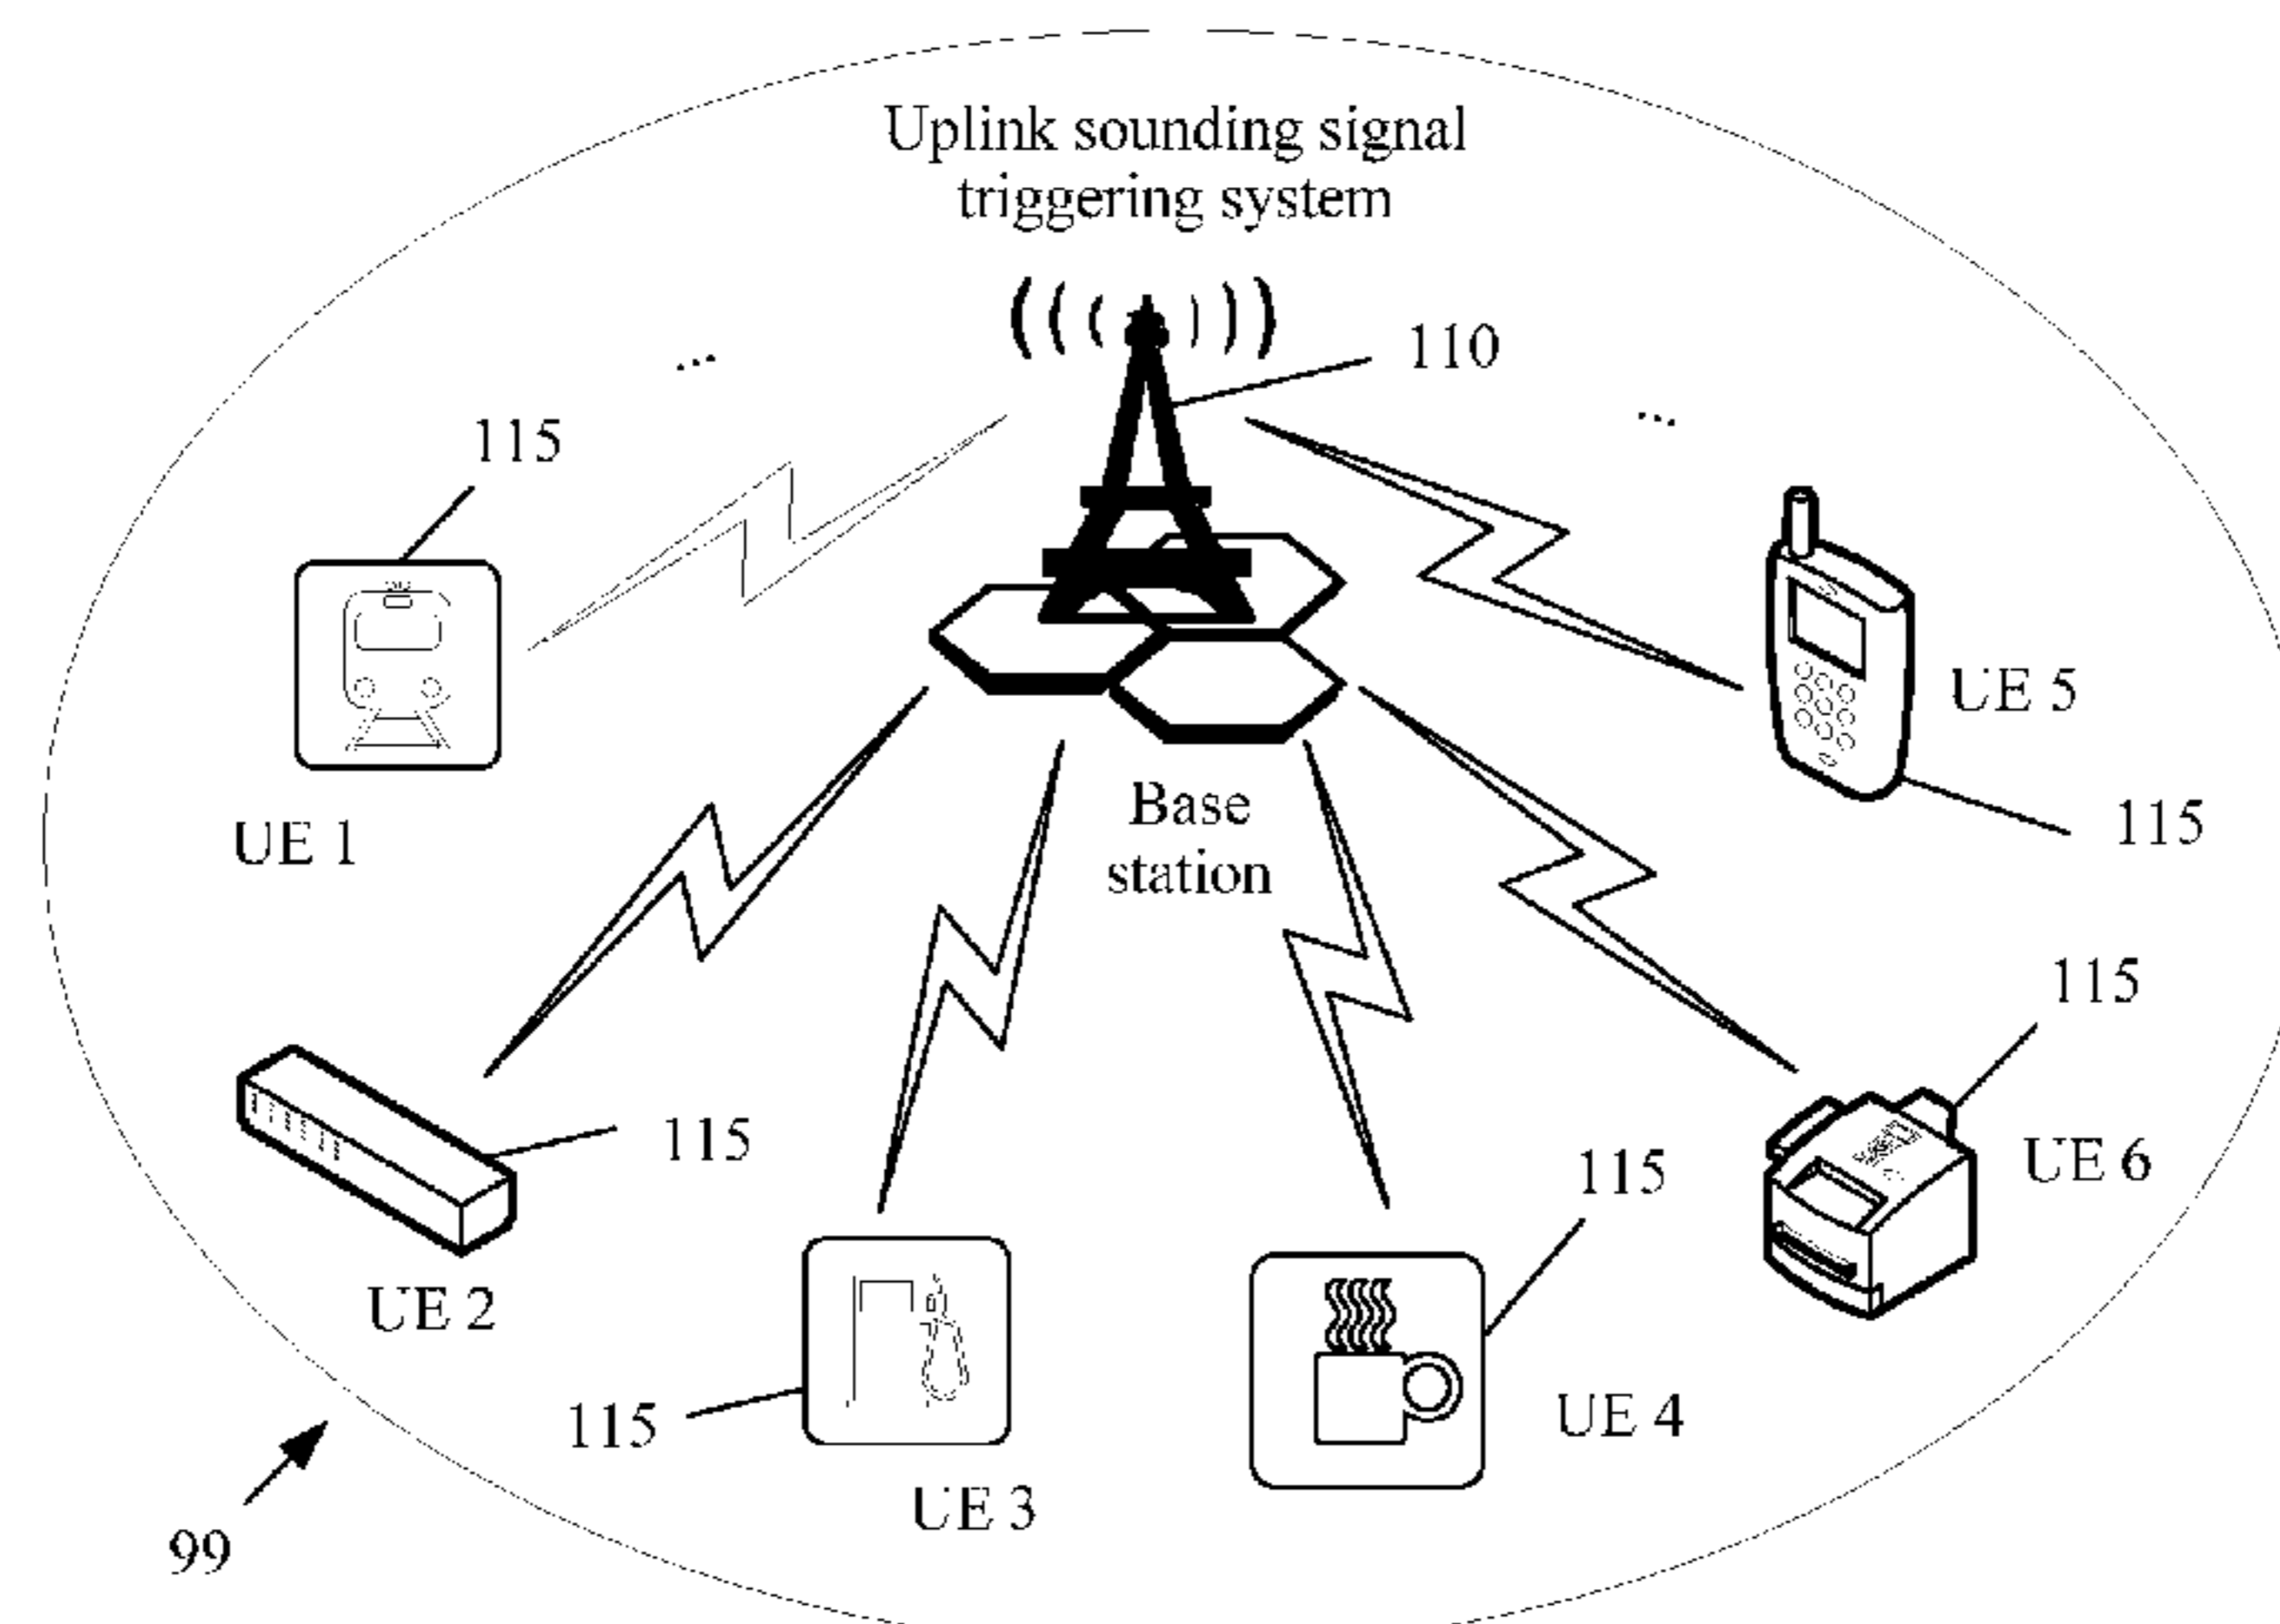 Uplink sounding signal
triggering system
...
110
...
115
UE 1
Base
station
UE 5
115
115
UE 2
115
UE 6
115
115
UE 3
115
UE 4
99